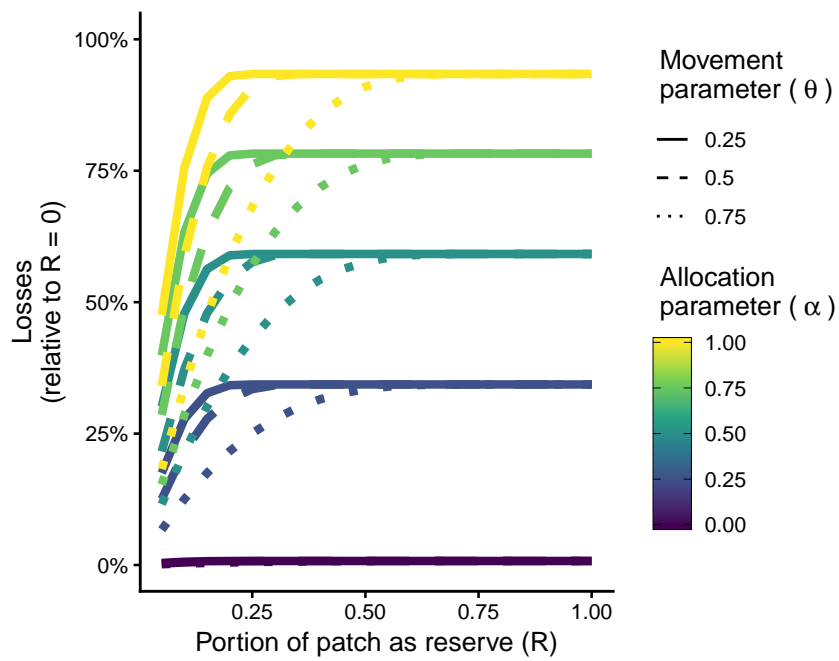 100%
75%
50%
25%
0%
Losses
(relative to R = 0)
0.25
0.50
0.75
1.00
Portion of patch as reserve (R)
Movement
parameter ( θ )
0.25
0.5
0.75
Allocation
parameter ( α )
1.00
0.75
0.50
0.25
0.00